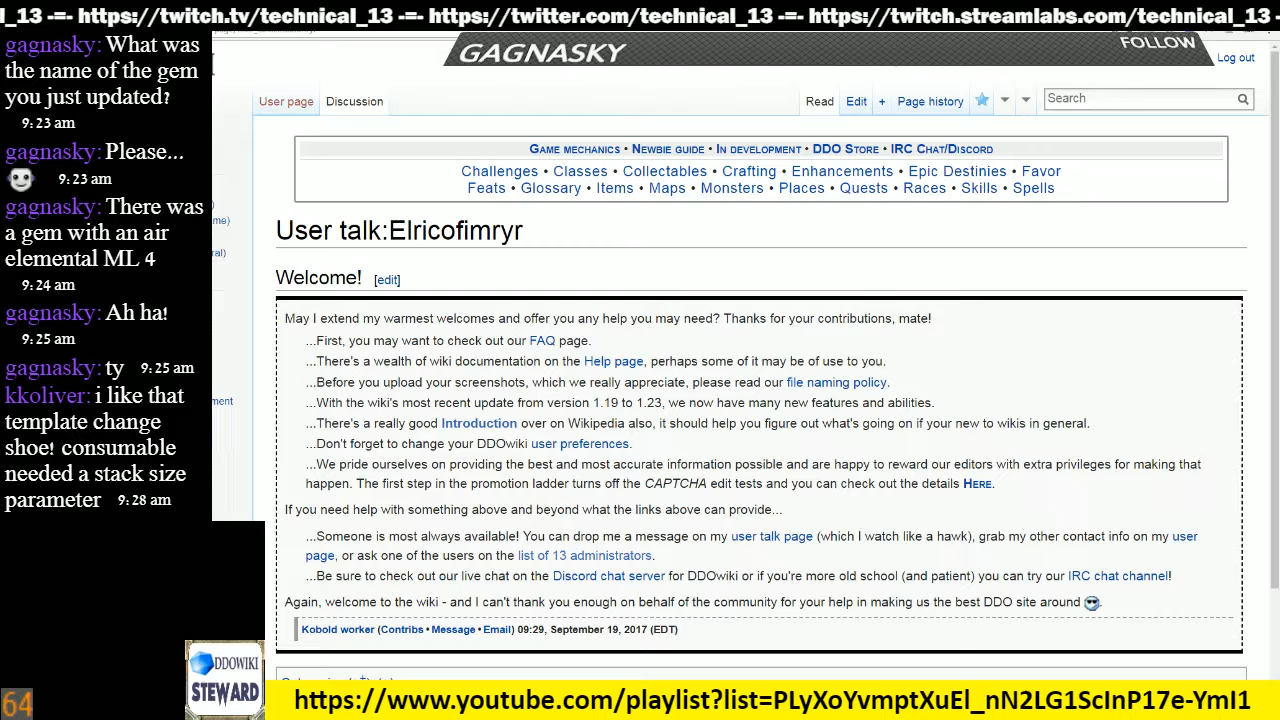 l_13 -=- https://twitch.tv/technical_13 -=- https://twitter.com/technical_13 -=- https://twitch.streamlabs.com/technical_13 -
gagnasky: What was
the name of the gem
you just updated?
9:23 am
gagnasky: Please...
9:23 am
gagnasky: There was
a gem with an air
elemental ML 4
9:24 am
gagnasky: Ah ha!
9:25 am
gagnasky: ty 9:25 am
kkoliver: i like that
template change
shoe! consumable
needed a stack size
parameter 9:28 am
me)
ral)
ment
GAGNASKY
FOLLOW
Log out
User page Discussion
Read Edit + Page history Search
Game mechanics • Newbie guide • In development • DDO Store • IRC Chat/Discord
Challenges • Classes • Collectables • Crafting • Enhancements • Epic Destinies • Favor
Feats • Glossary • Items • Maps • Monsters • Places • Quests • Races • Skills • Spells
User talk:Elricofimryr
Welcome! [edit]
May I extend my warmest welcomes and offer you any help you may need? Thanks for your contributions, mate!
...First, you may want to check out our FAQ page.
...There's a wealth of wiki documentation on the Help page, perhaps some of it may be of use to you.
...Before you upload your screenshots, which we really appreciate, please read our file naming policy.
...With the wiki's most recent update from version 1.19 to 1.23, we now have many new features and abilities.
...There's a really good Introduction over on Wikipedia also, it should help you figure out what's going on if your new to wikis in general.
...Don't forget to change your DDOwiki user preferences.
...We pride ourselves on providing the best and most accurate information possible and are happy to reward our editors with extra privileges for making that
happen. The first step in the promotion ladder turns off the CAPTCHA edit tests and you can check out the details Here.
If you need help with something above and beyond what the links above can provide...
...Someone is most always available! You can drop me a message on my user talk page (which I watch like a hawk), grab my other contact info on my user
page, or ask one of the users on the list of 13 administrators.
...Be sure to check out our live chat on the Discord chat server for DDOwiki or if you're more old school (and patient) you can try our IRC chat channel!
Again, welcome to the wiki - and I can't thank you enough on behalf of the community for your help in making us the best DDO site around .
Kobold worker (Contribs • Message • Email) 09:29, September 19, 2017 (EDT)
DDOWIKI
STEWARD
64
https://www.youtube.com/playlist?list=PLyXoYvmptXuEl_nN2LG1ScInP17e-YmI1